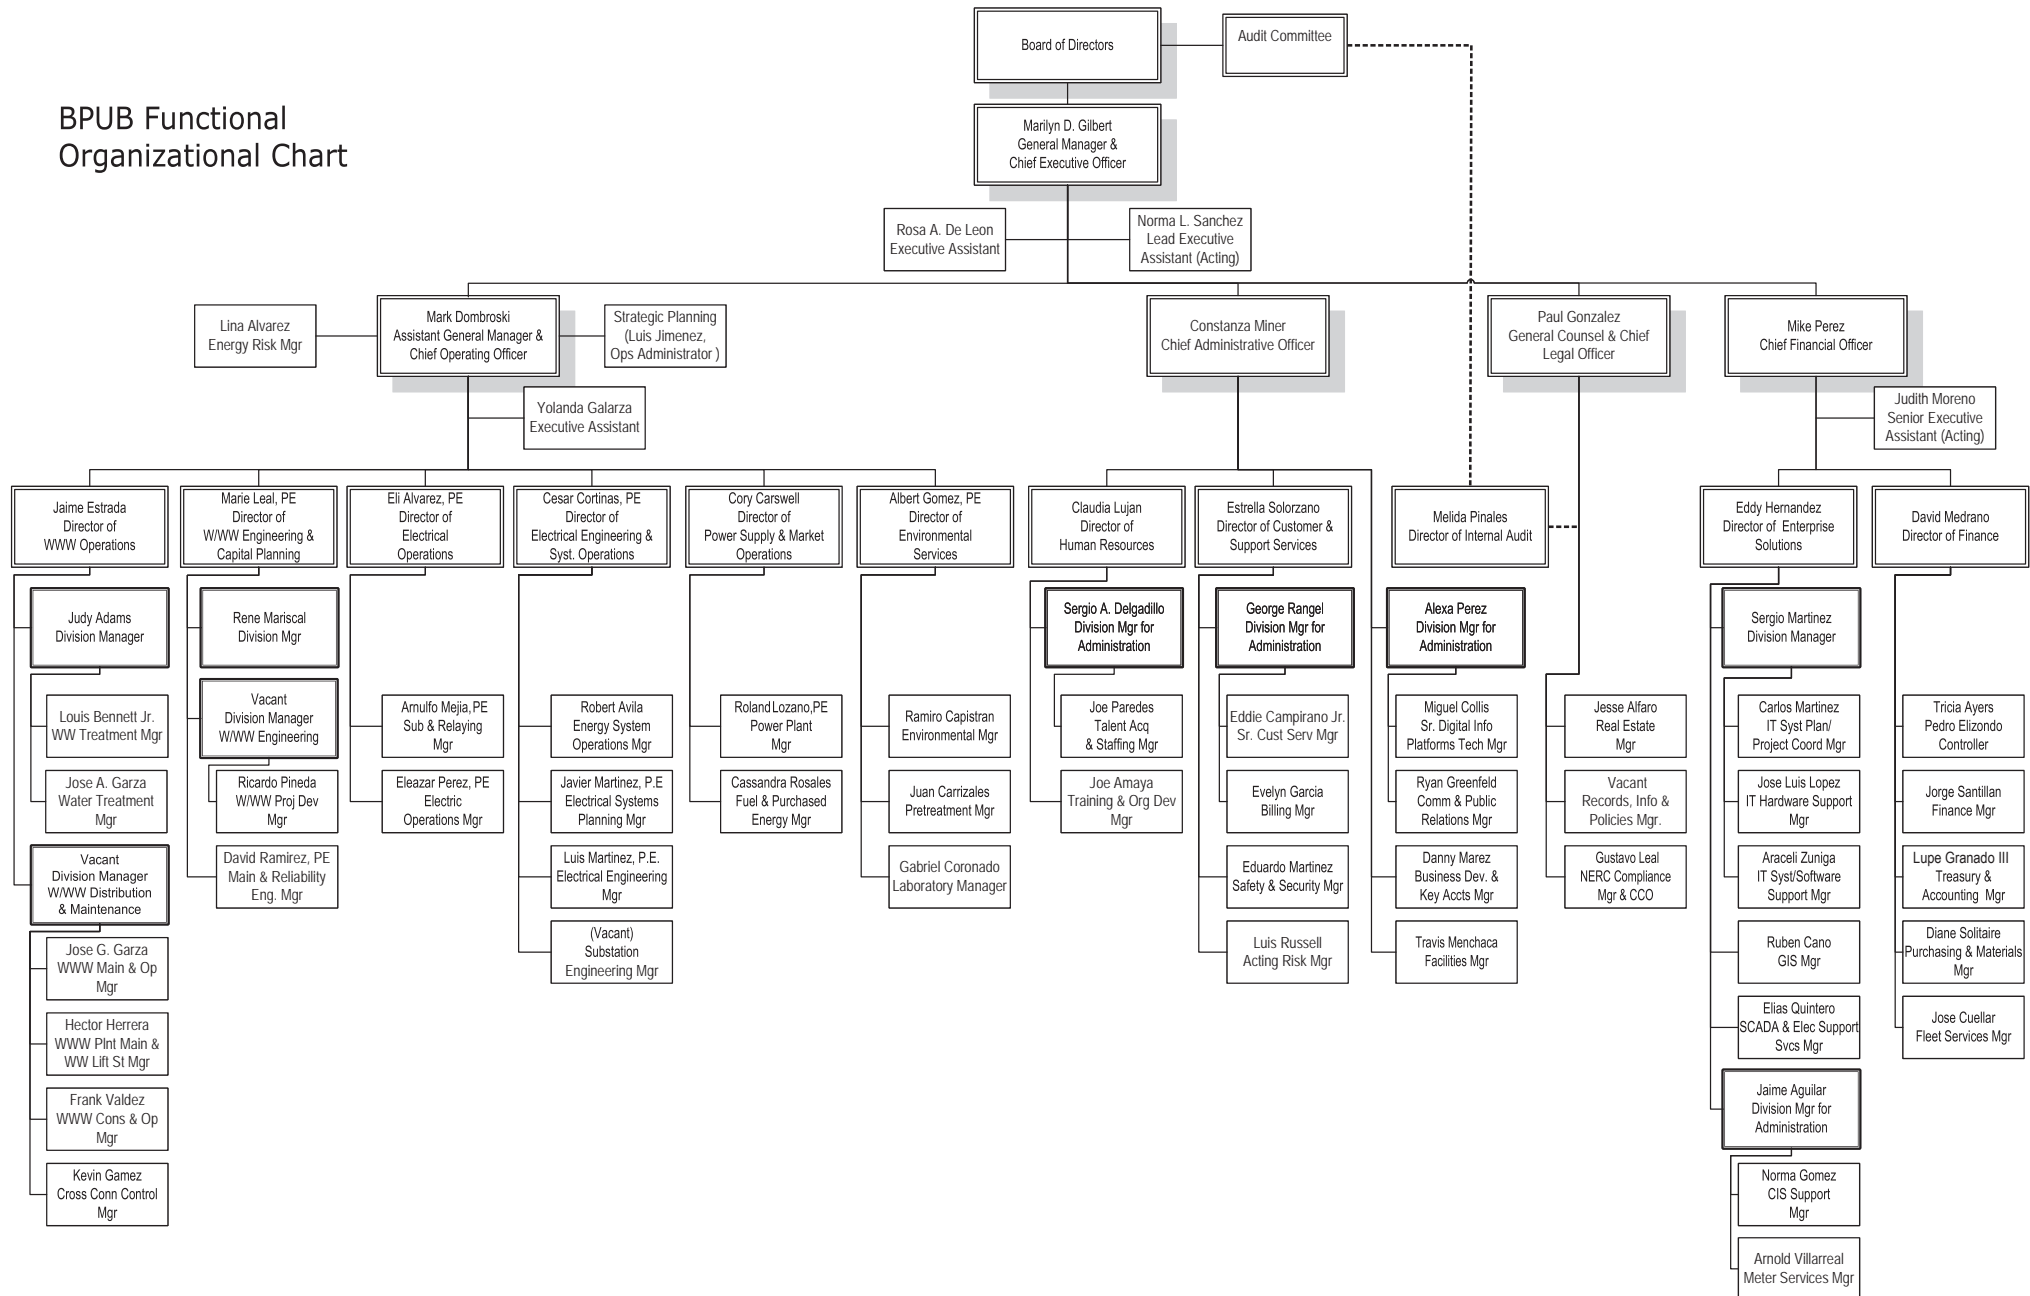 Board of Directors
Audit Committee
BPUB Functional
Organizational Chart
Marilyn D. Gilbert
General Manager &
Chief Executive Officer
Rosa A. De Leon
Executive Assistant
Norma L. Sanchez
Lead Executive
Assistant (Acting)
Lina Alvarez
Energy Risk Mgr
Mark Dombroski
Assistant General Manager &
Chief Operating Officer
Strategic Planning
(Luis Jimenez,
Ops Administrator )
Constanza Miner
Chief Administrative Officer
Paul Gonzalez
General Counsel & Chief
Legal Officer
Mike Perez
Chief Financial Officer
Yolanda Galarza
Executive Assistant
Judith Moreno
Senior Executive
Assistant (Acting)
Jaime Estrada
Director of
WWW Operations
Marie Leal, PE
Director of
W/WW Engineering &
Capital Planning
Eli Alvarez, PE
Director of
Electrical
Operations
Cesar Cortinas, PE
Director of
Electrical Engineering &
Syst. Operations
Cory Carswell
Director of
Power Supply & Market
Operations
Albert Gomez, PE
Director of
Environmental
Services
Claudia Lujan
Director of
Human Resources
Estrella Solorzano
Director of Customer &
Support Services
Melida Pinales
Director of Internal Audit
Eddy Hernandez
Director of Enterprise
Solutions
David Medrano
Director of Finance
Judy Adams
Division Manager
Rene Mariscal
Division Mgr
Sergio A. Delgadillo
Division Mgr for
Administration
George Rangel
Division Mgr for
Administration
Alexa Perez
Division Mgr for
Administration
Sergio Martinez
Division Manager
Louis Bennett Jr.
WW Treatment Mgr
Vacant
Division Manager
W/WW Engineering
Arnulfo Mejia, PE
Sub & Relaying
Mgr
Robert Avila
Energy System
Operations Mgr
Roland Lozano, PE
Power Plant
Mgr
Ramiro Capistran
Environmental Mgr
Joe Paredes
Talent Acq
& Staffing Mgr
Eddie Campirano Jr.
Sr. Cust Serv Mgr
Miguel Collis
Sr. Digital Info
Platforms Tech Mgr
Jesse Alfaro
Real Estate
Mgr
Carlos Martinez
IT Syst Plan/
Project Coord Mgr
Tricia Ayers
Pedro Elizondo
Controller
Jose A. Garza
Water Treatment
Mgr
Ricardo Pineda
W/WW Proj Dev
Mgr
Eleazar Perez, PE
Electric
Operations Mgr
Javier Martinez, P.E
Electrical Systems
Planning Mgr
Cassandra Rosales
Fuel & Purchased
Energy Mgr
Juan Carrizales
Pretreatment Mgr
Joe Amaya
Training & Org Dev
Mgr
Evelyn Garcia
Billing Mgr
Ryan Greenfeld
Comm & Public
Relations Mgr
Vacant
Records, Info &
Policies Mgr.
Jose Luis Lopez
IT Hardware Support
Mgr
Jorge Santillan
Finance Mgr
Vacant
Division Manager
W/WW Distribution
& Maintenance
David Ramirez, PE
Main & Reliability
Eng. Mgr
Luis Martinez, P.E.
Electrical Engineering
Mgr
Gabriel Coronado
Laboratory Manager
Eduardo Martinez
Safety & Security Mgr
Danny Marez
Business Dev. &
Key Accts Mgr
Gustavo Leal
NERC Compliance
Mgr & CCO
Araceli Zuniga
IT Syst/Software
Support Mgr
Lupe Granado III
Treasury &
Accounting Mgr
Jose G. Garza
WWW Main & Op
Mgr
(Vacant)
Substation
Engineering Mgr
Luis Russell
Acting Risk Mgr
Travis Menchaca
Facilities Mgr
Ruben Cano
GIS Mgr
Diane Solitaire
Purchasing & Materials
Mgr
Hector Herrera
WWW Plnt Main &
WW Lift St Mgr
Elias Quintero
SCADA & Elec Support
Svcs Mgr
Jose Cuellar
Fleet Services Mgr
Frank Valdez
WWW Cons & Op
Mgr
Jaime Aguilar
Division Mgr for
Administration
Kevin Gamez
Cross Conn Control
Mgr
Norma Gomez
CIS Support
Mgr
Arnold Villarreal
Meter Services Mgr